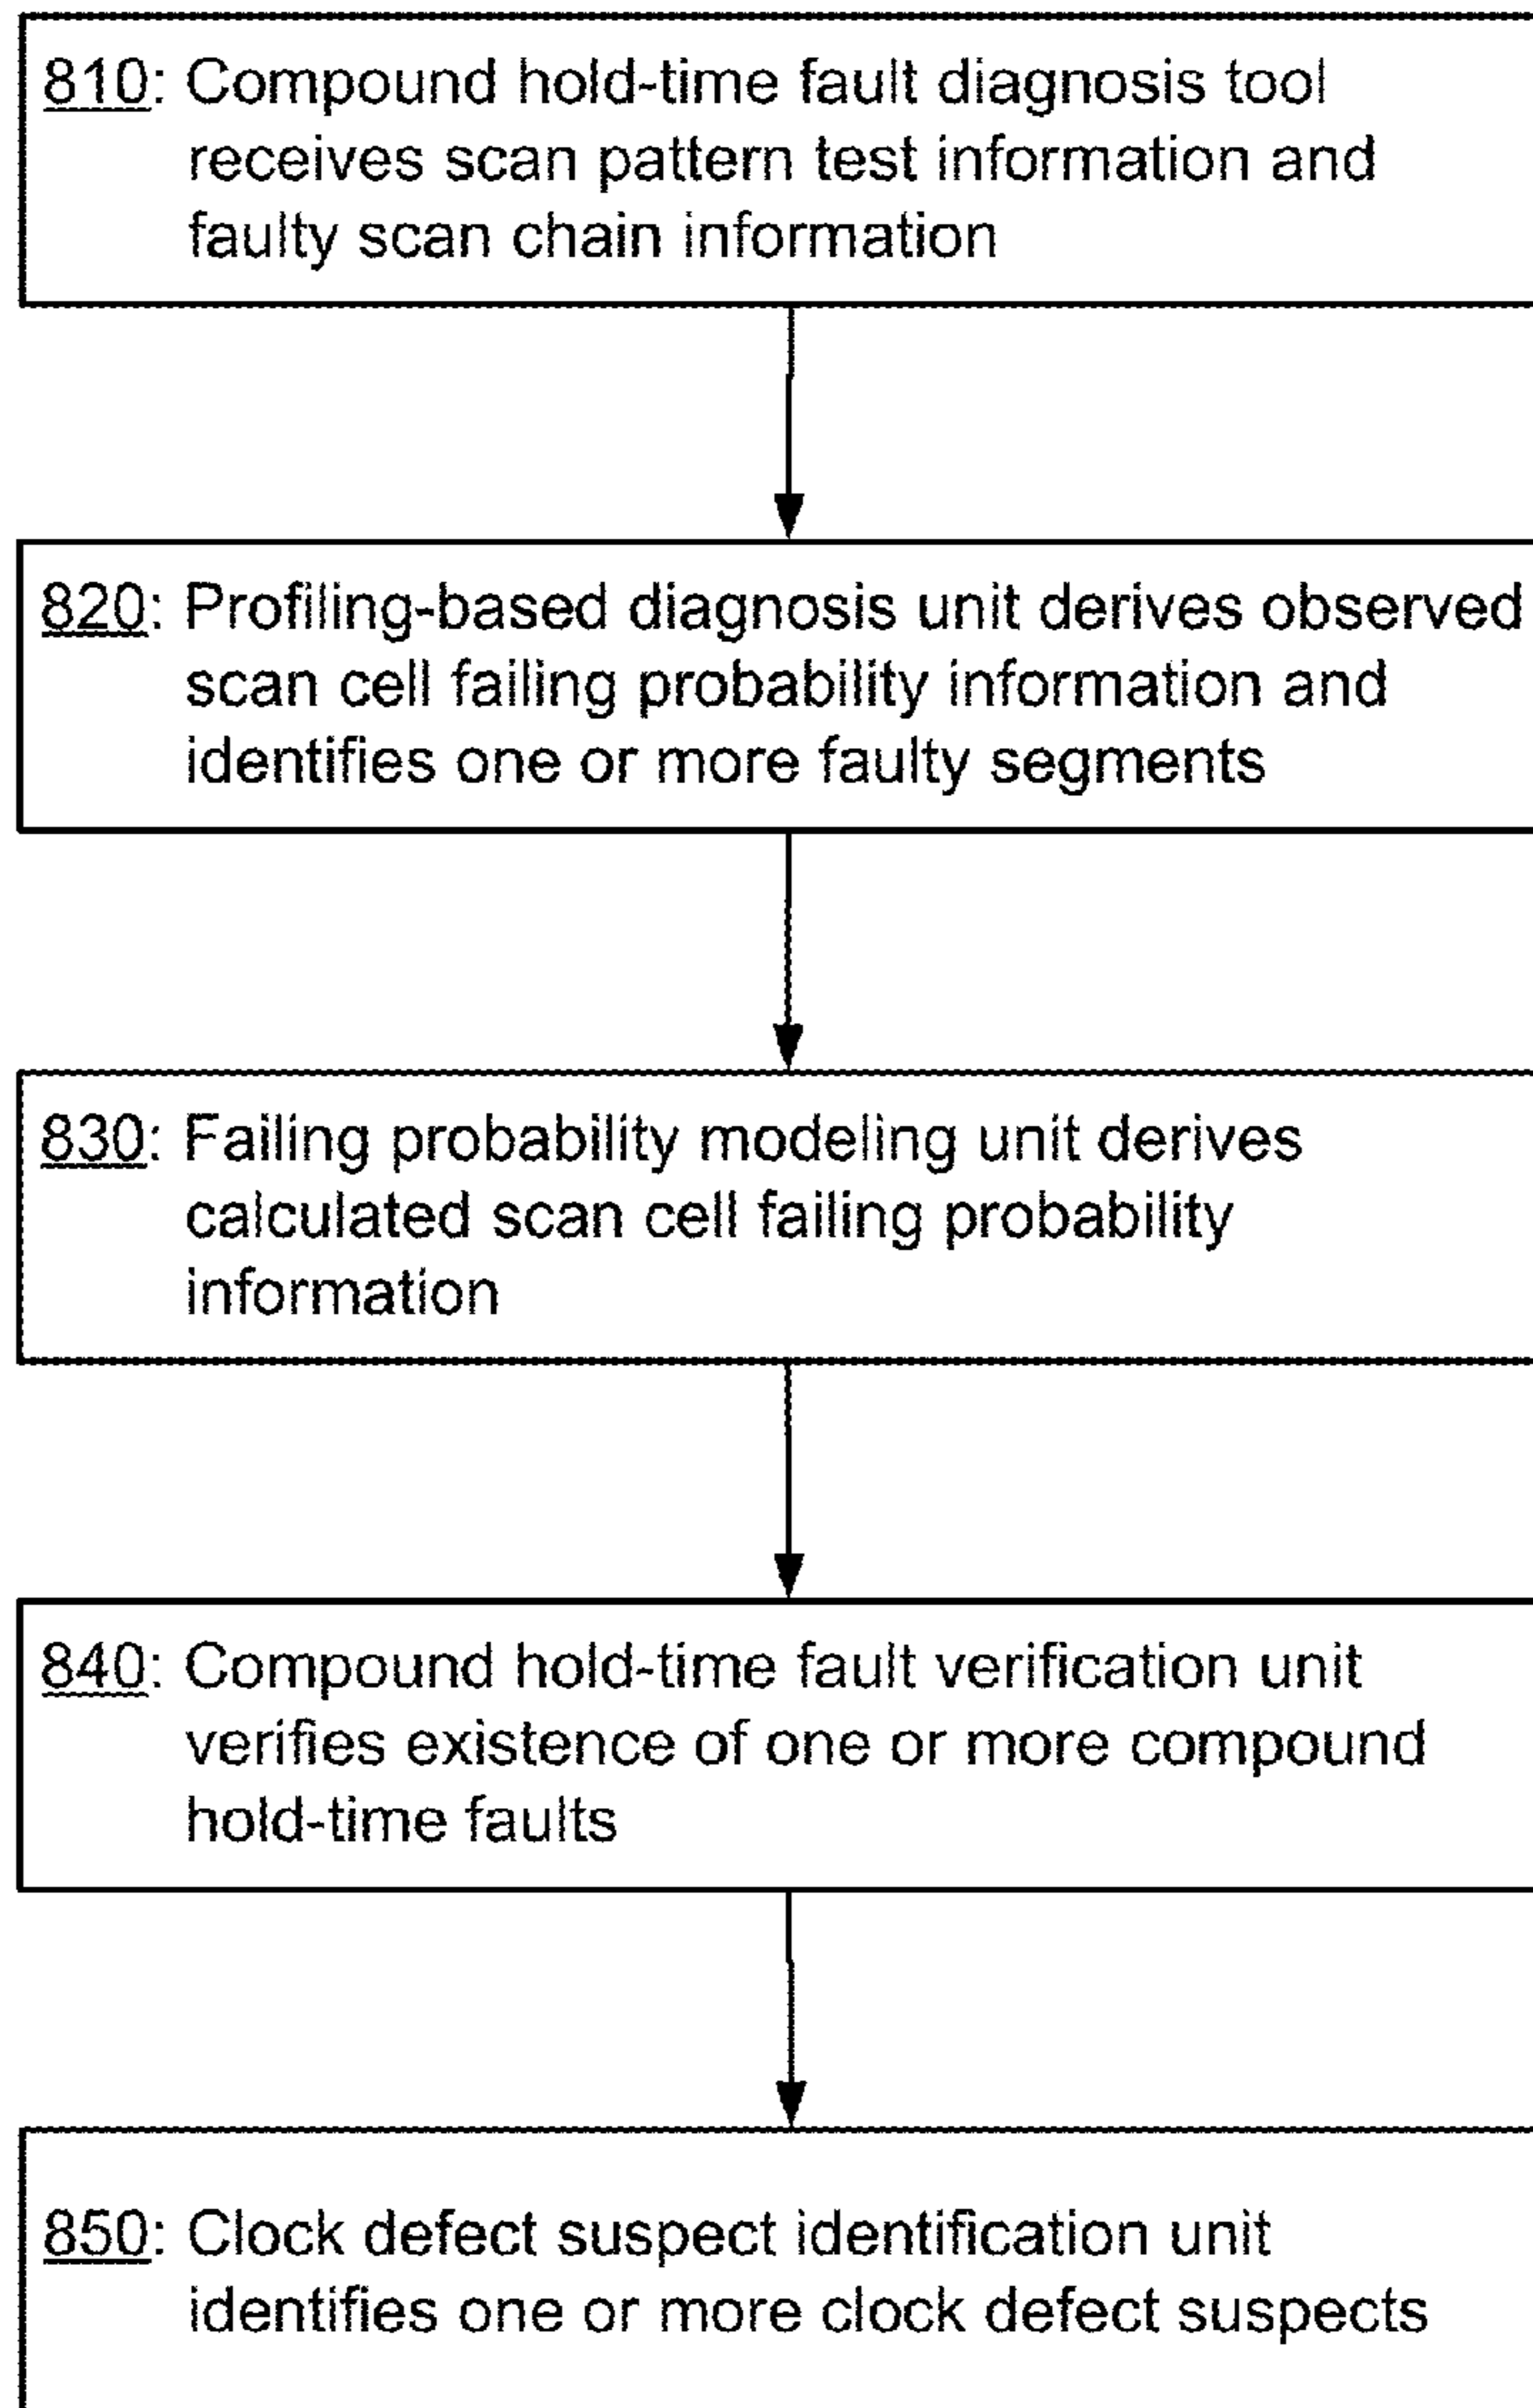 810: Compound hold-time fault diagnosis tool
receives scan pattern test information and
faulty scan chain information
820: Profiling-based diagnosis unit derives observed
scan cell failing probability information and
identifies one or more faulty segments
830: Failing probability modeling unit derives
calculated scan cell failing probability
information
840: Compound hold-time fault verification unit
verifies existence of one or more compound
hold-time faults
850: Clock defect suspect identification unit
identifies one or more clock defect suspects